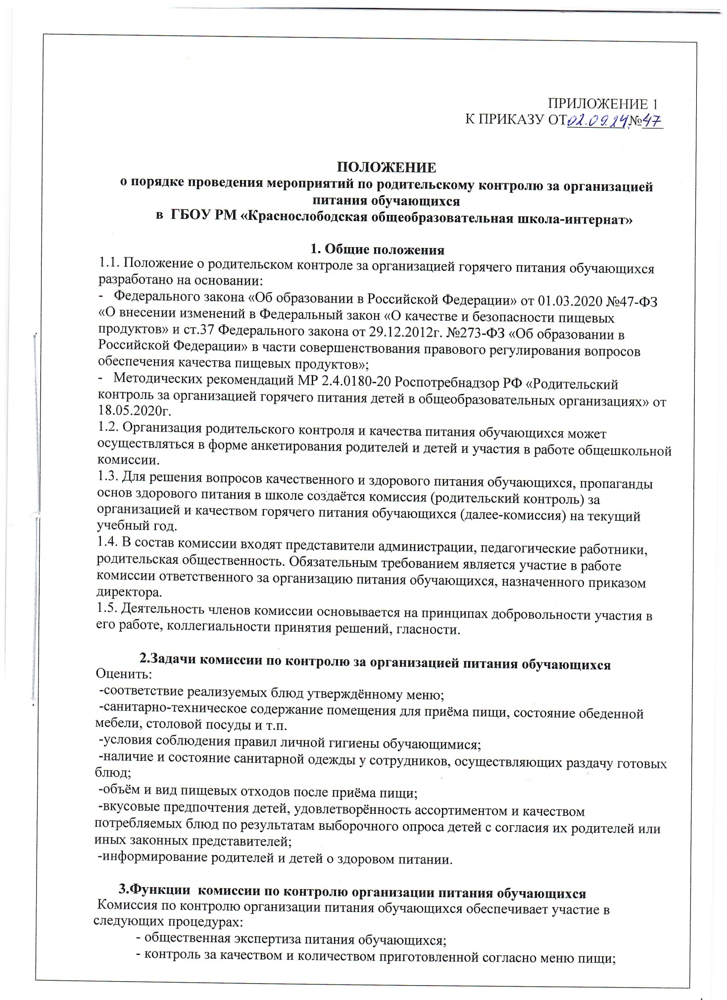 ПРИЛОЖЕНИЕ 1
К ПРИКАЗУ ОТ 02.09.24 № 47
ПОЛОЖЕНИЕ
о порядке проведения мероприятий по родительскому контролю за организацией
питания обучающихся
в ГБОУ РМ «Краснослободская общеобразовательная школа-интернат»
1. Общие положения
1.1. Положение о родительском контроле за организацией горячего питания обучающихся
разработано на основании:
- Федерального закона «Об образовании в Российской Федерации» от 01.03.2020 №47-ФЗ
«О внесении изменений в Федеральный закон «О качестве и безопасности пищевых
продуктов» и ст.37 Федерального закона от 29.12.2012г. №273-ФЗ «Об образовании в
Российской Федерации» в части совершенствования правового регулирования вопросов
обеспечения качества пищевых продуктов»;
- Методических рекомендаций МР 2.4.0180-20 Роспотребнадзор РФ «Родительский
контроль за организацией горячего питания детей в общеобразовательных организациях» от
18.05.2020г.
1.2. Организация родительского контроля и качества питания обучающихся может
осуществляться в форме анкетирования родителей и детей и участия в работе общешкольной
комиссии.
1.3. Для решения вопросов качественного и здорового питания обучающихся, пропаганды
основ здорового питания в школе создаётся комиссия (родительский контроль) за
организацией и качеством горячего питания обучающихся (далее-комиссия) на текущий
учебный год.
1.4. В состав комиссии входят представители администрации, педагогические работники,
родительская общественность. Обязательным требованием является участие в работе
комиссии ответственного за организацию питания обучающихся, назначенного приказом
директора.
1.5. Деятельность членов комиссии основывается на принципах добровольности участия в
его работе, коллегиальности принятия решений, гласности.
2.Задачи комиссии по контролю за организацией питания обучающихся
Оценить:
-соответствие реализуемых блюд утверждённому меню;
-санитарно-техническое содержание помещения для приёма пищи, состояние обеденной
мебели, столовой посуды и т.п.
-условия соблюдения правил личной гигиены обучающимися;
-наличие и состояние санитарной одежды у сотрудников, осуществляющих раздачу готовых
блюд;
-объём и вид пищевых отходов после приёма пищи;
-вкусовые предпочтения детей, удовлетворённость ассортиментом и качеством
потребляемых блюд по результатам выборочного опроса детей с согласия их родителей или
иных законных представителей;
-информирование родителей и детей о здоровом питании.
3.Функции комиссии по контролю организации питания обучающихся
Комиссия по контролю организации питания обучающихся обеспечивает участие в
следующих процедурах:
- общественная экспертиза питания обучающихся;
- контроль за качеством и количеством приготовленной согласно меню пищи;